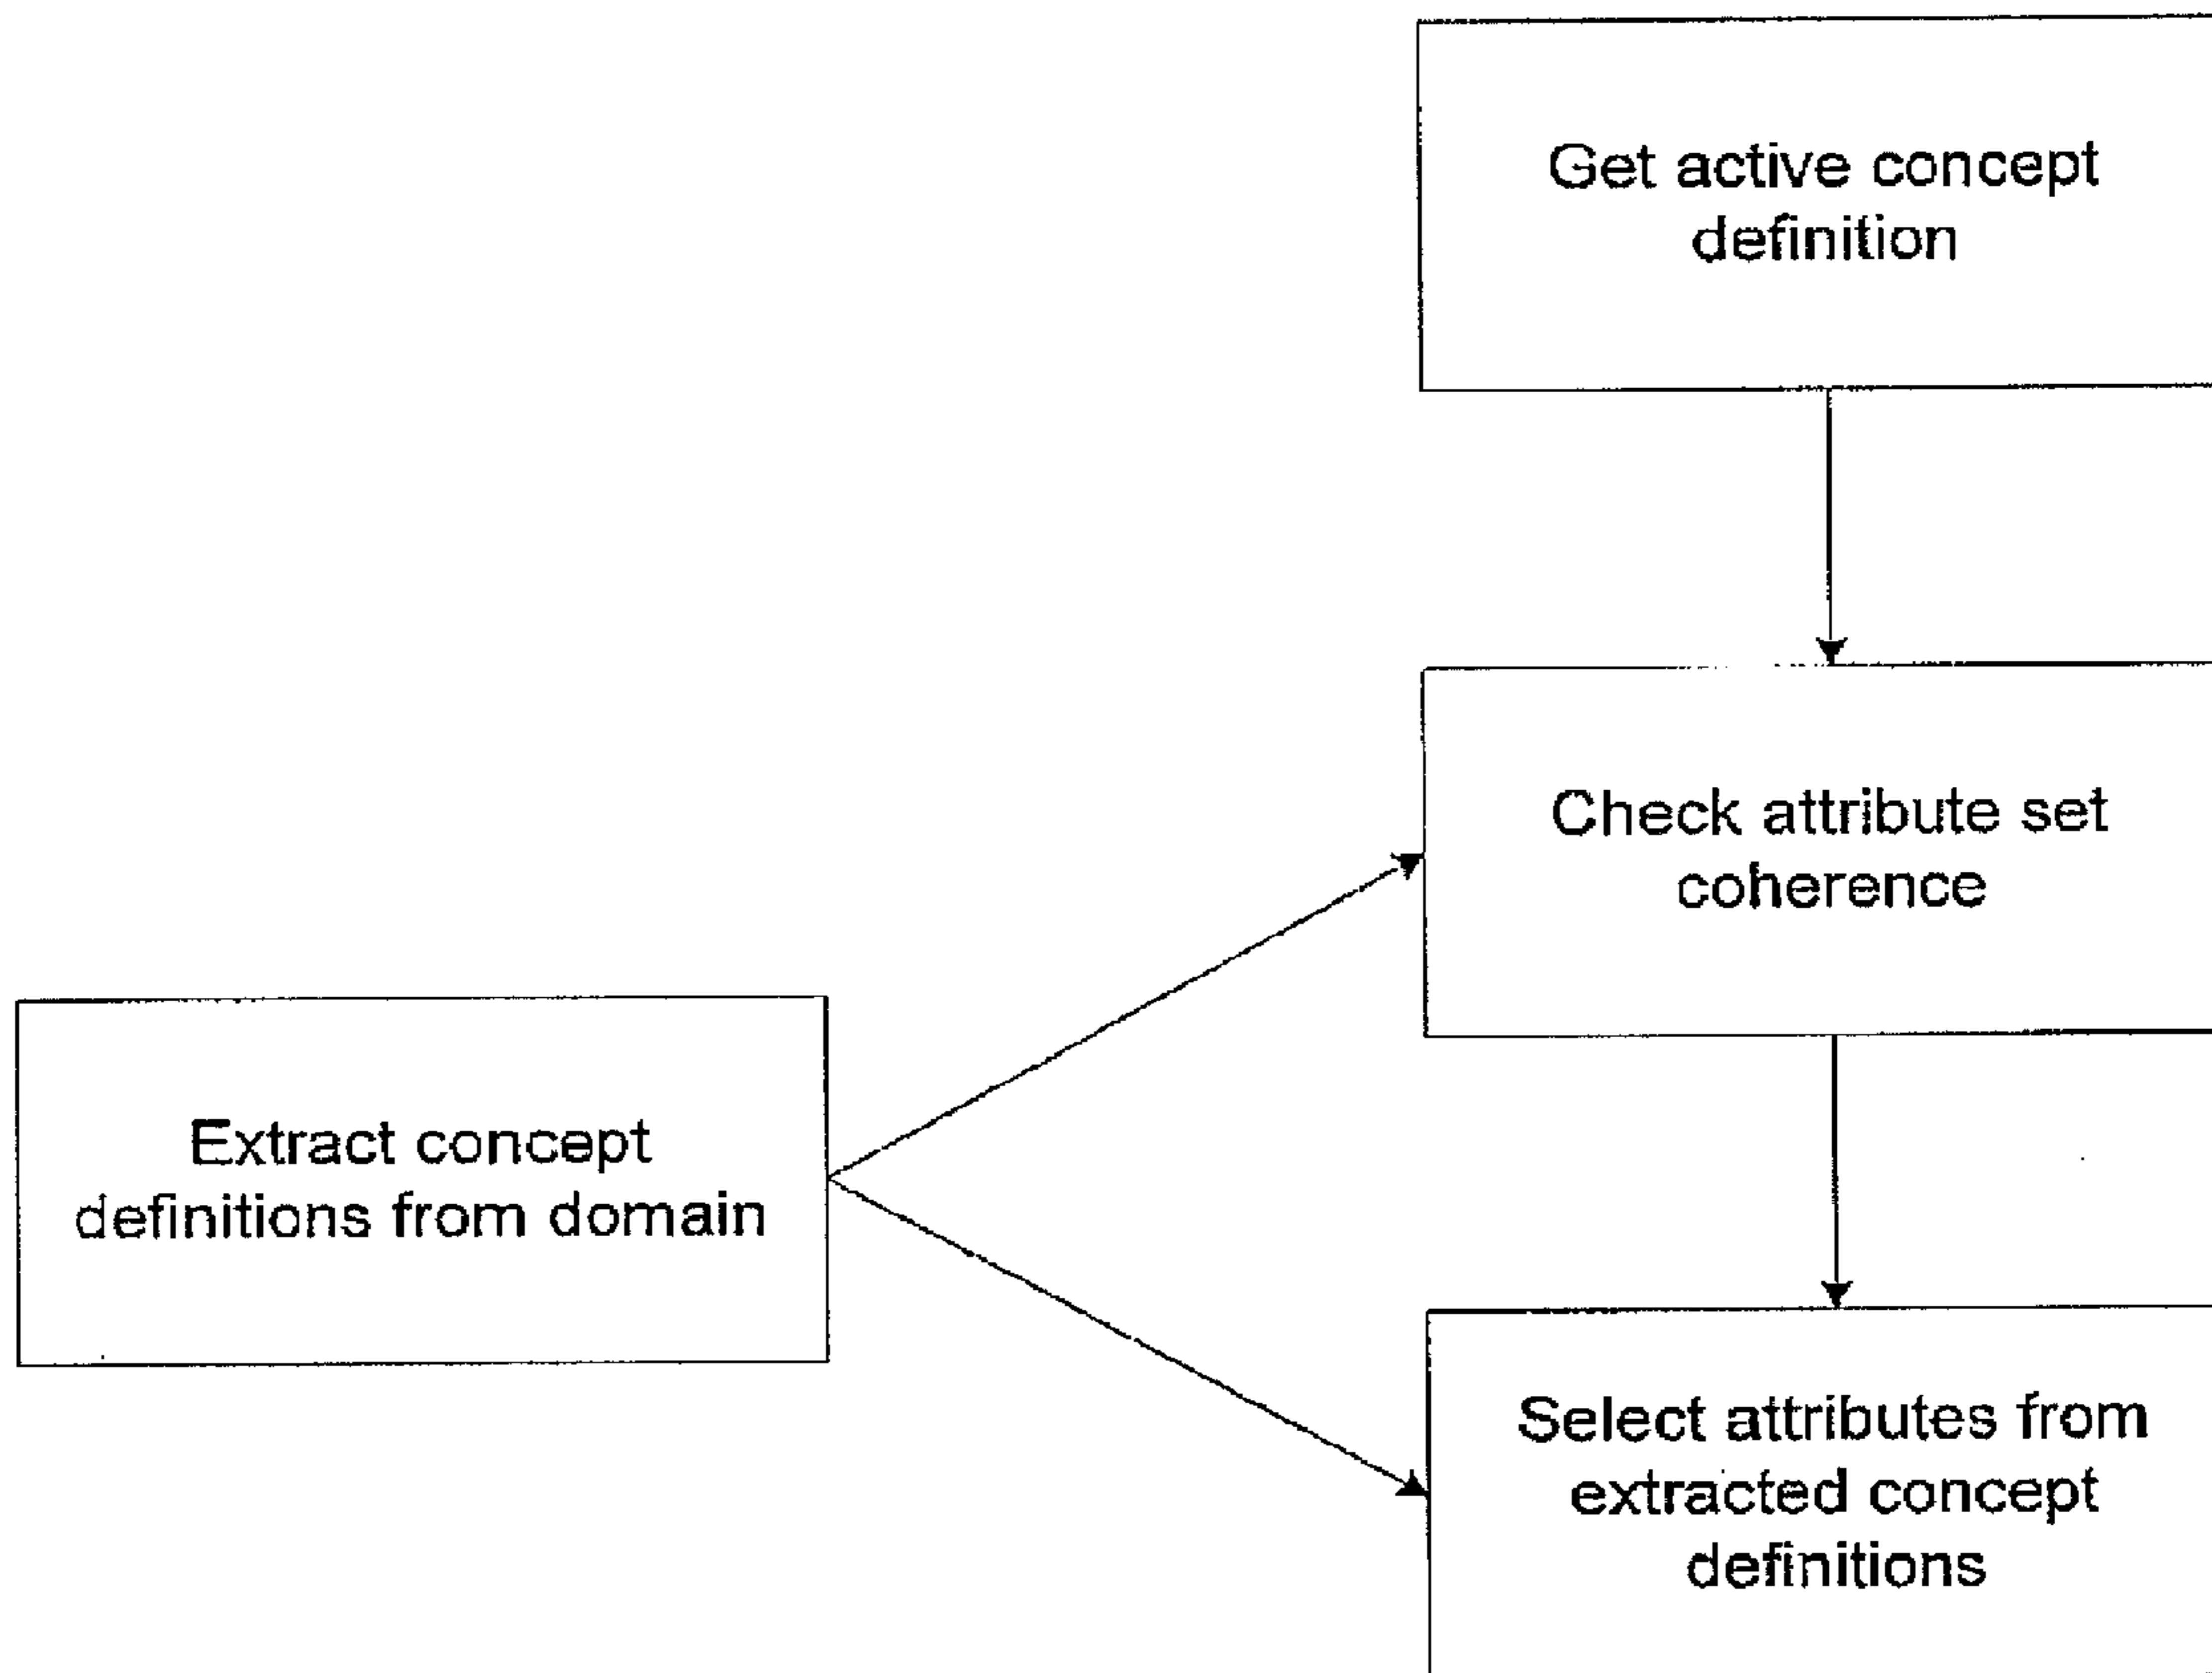 Get active concept
definition
Check attribute set
coherence
Extract concept
definitions from domain
Select attributes from
extracted concept
definitions